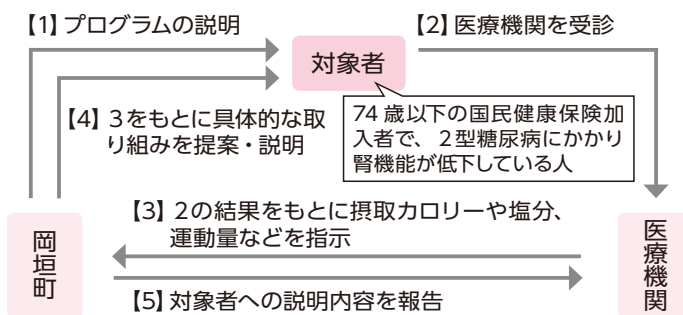 【1】プログラムの説明
【2】医療機関を受診
対象者
【4】3をもとに具体的な取
り組みを提案・説明
74歳以下の国民健康保険加
入者で、2型糖尿病にかかり
腎機能が低下している人
【3】2の結果をもとに摂取カロリーや塩分、
運動量などを指示
岡垣町
医療機関
【5】対象者への説明内容を報告